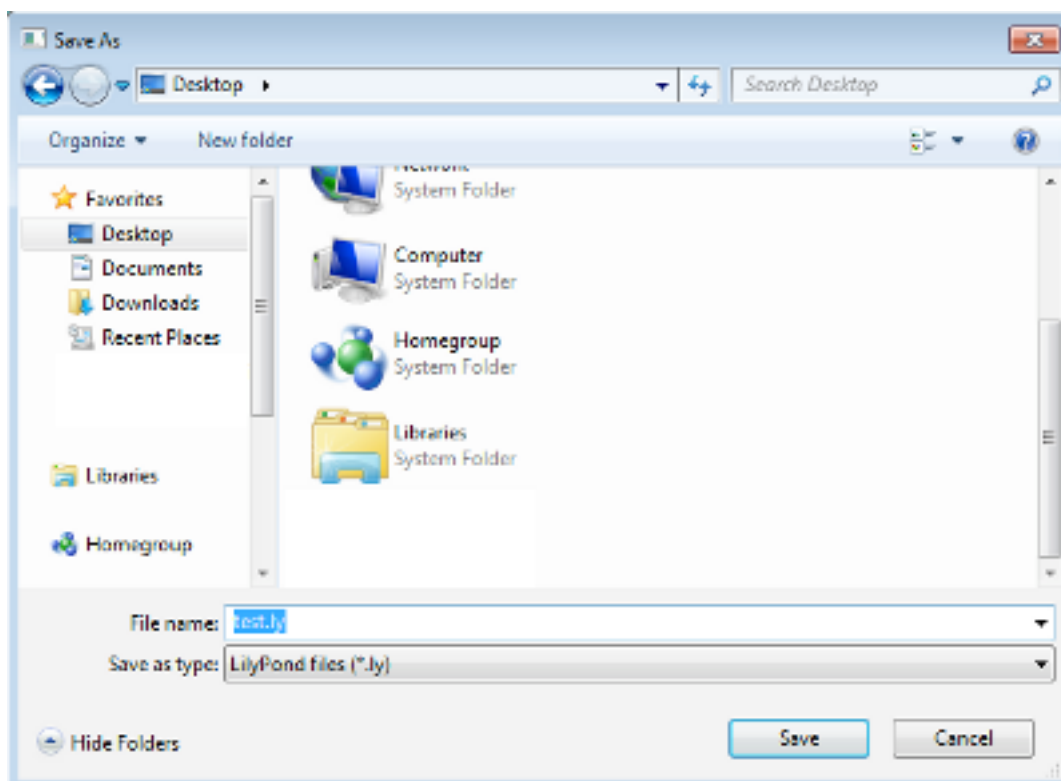 Save As
Desktop
Search Desktop
Organize
New folder
Favorites
Desktop
Documents
Downloads
Recent Places
Libraries
Homegroup
Network
System Folder
Computer
System Folder
Homegroup
System Folder
Libraries
System Folder
File name: test.ly
Save as type: LilyPond files (*.ly)
Hide Folders
Save
Cancel